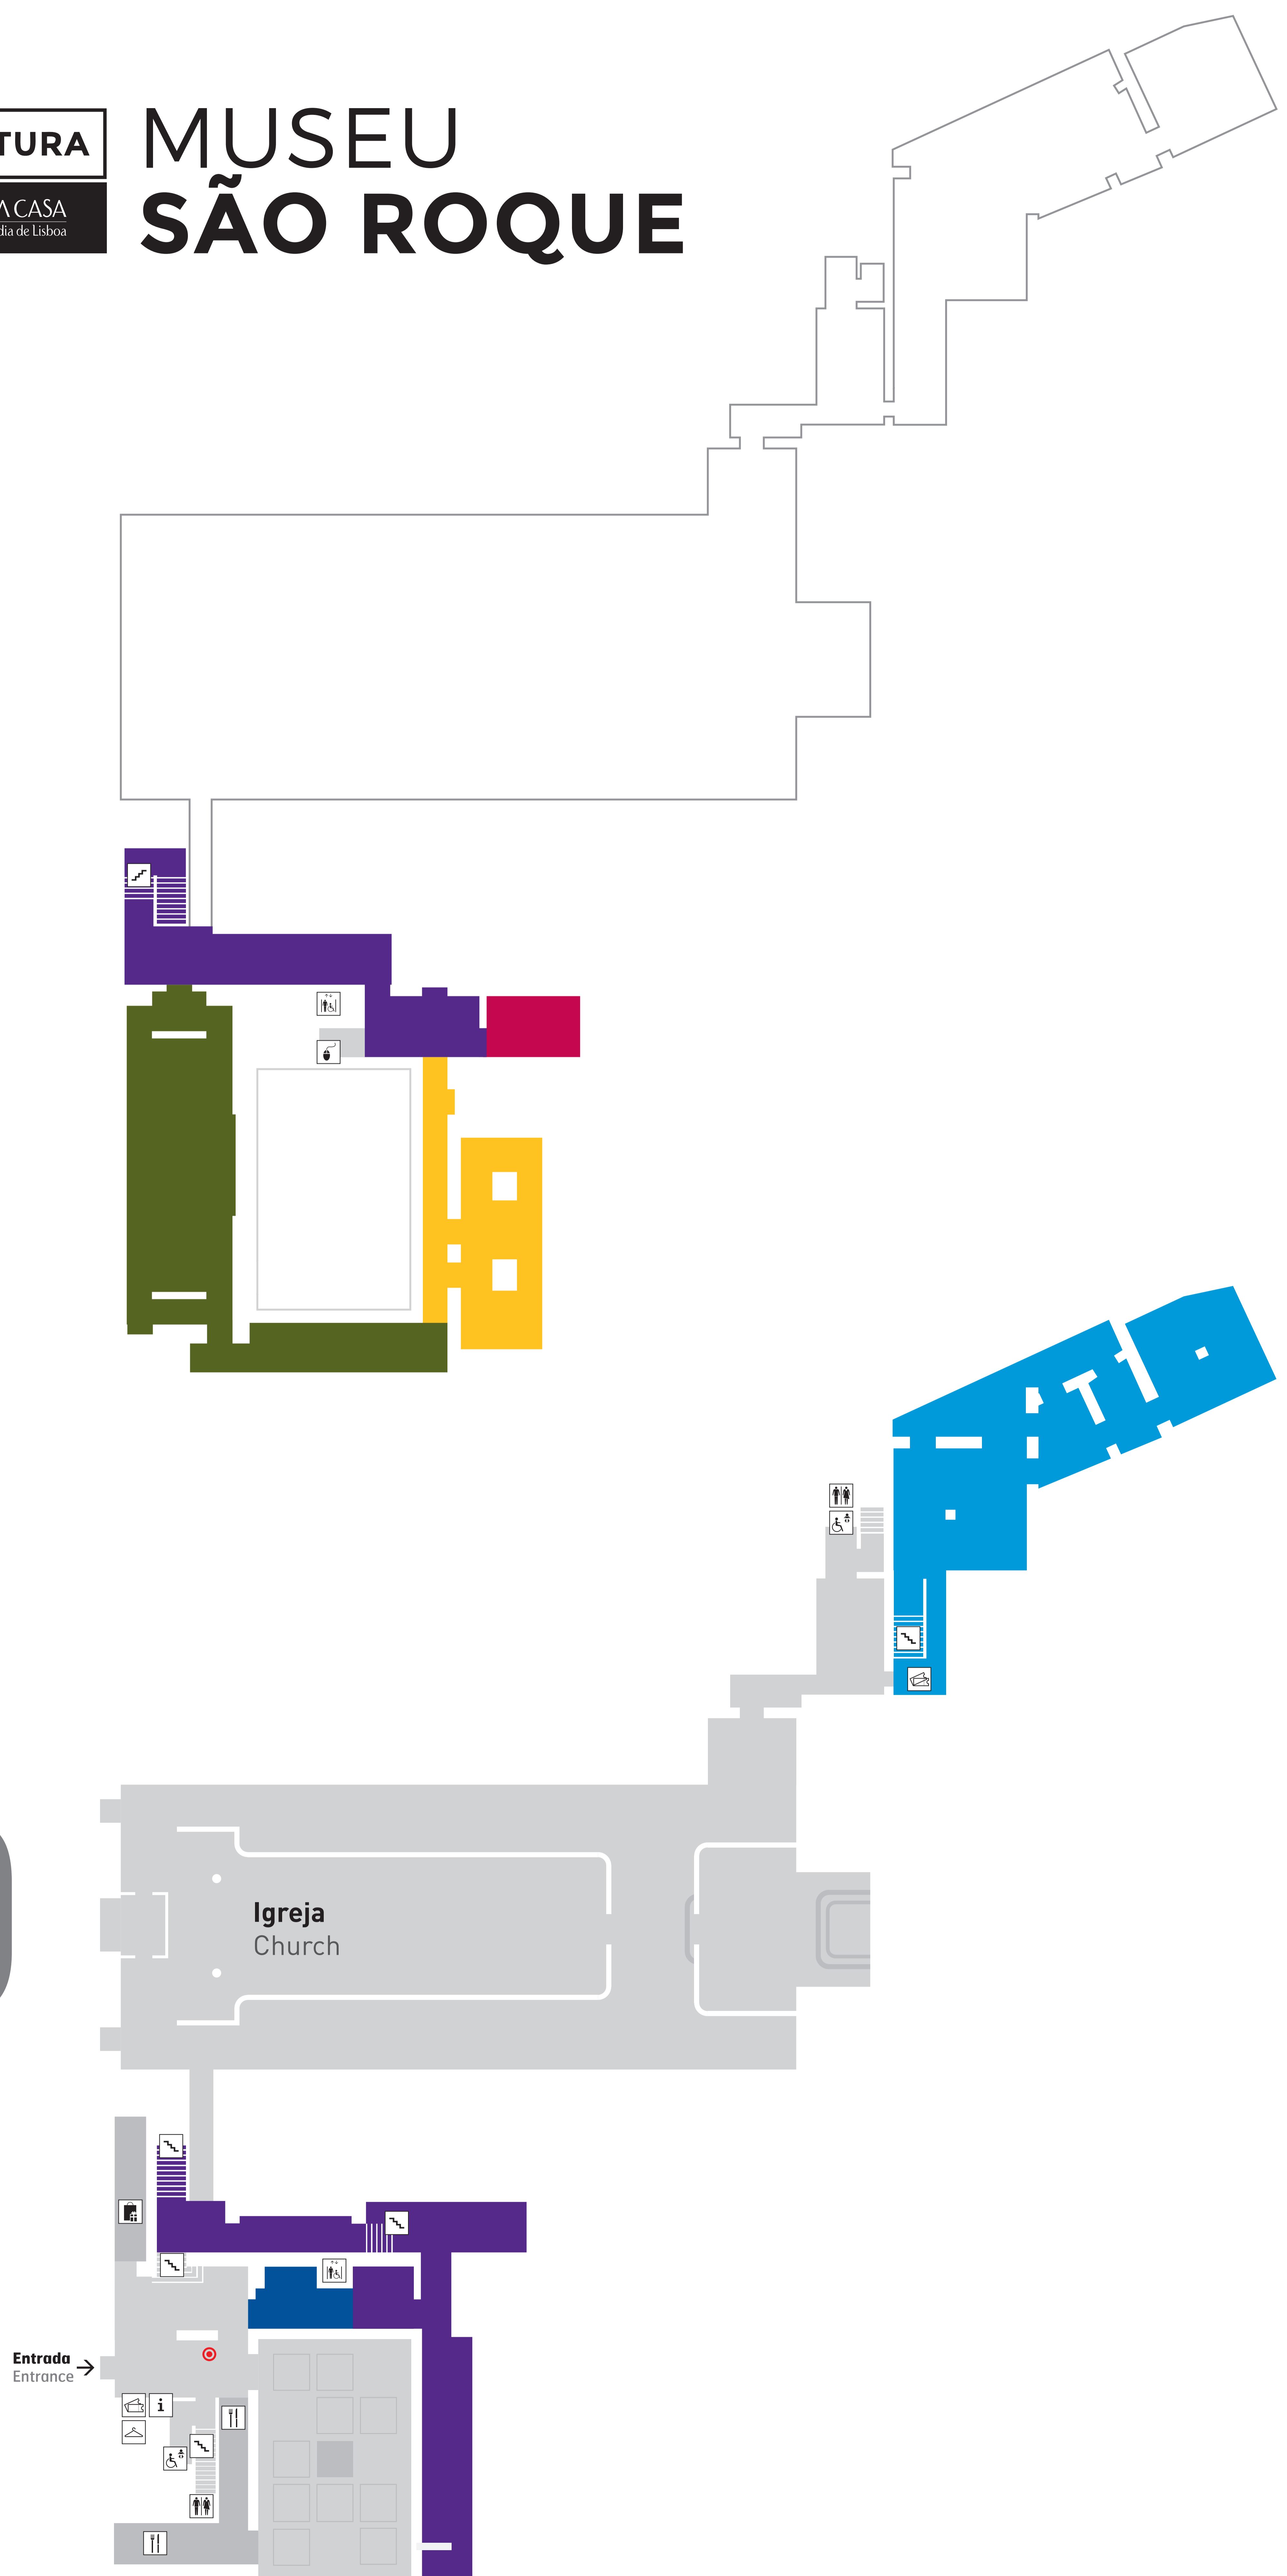 TURA
A CASA
dia de Lisboa
MUSEU
SÃO ROQUE
Igreja
Church
Entrada
Entrance
i